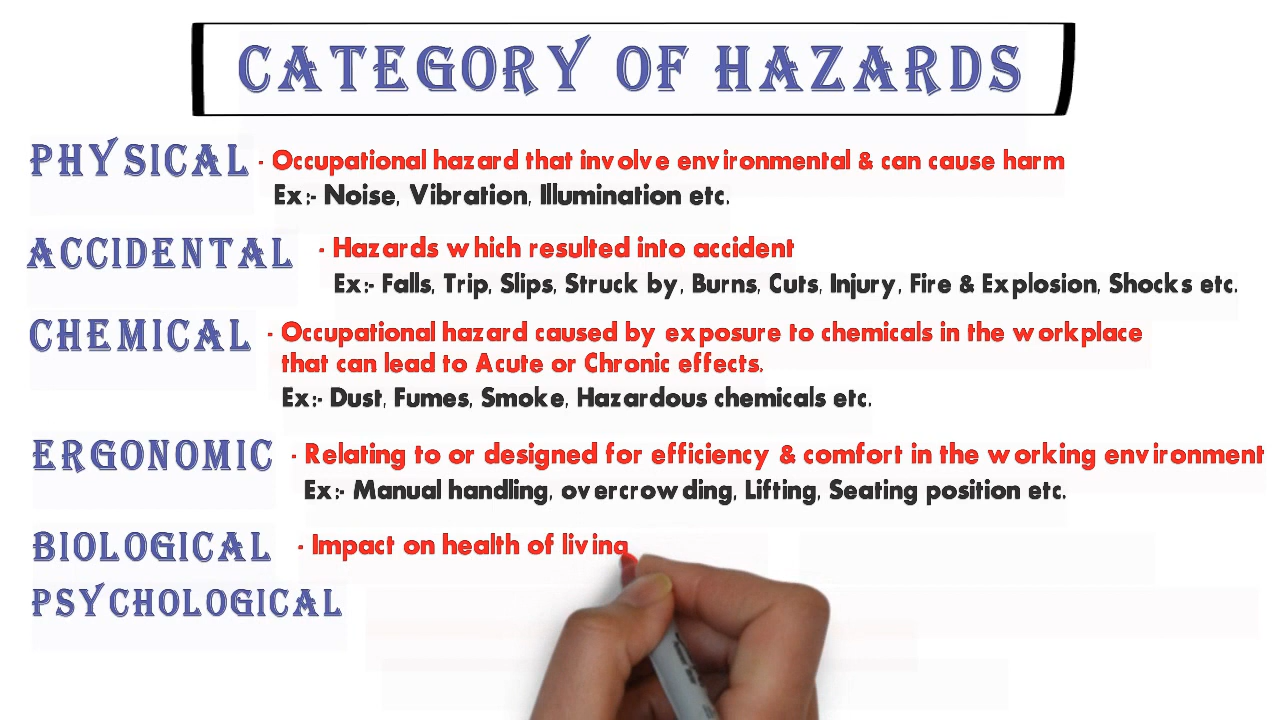 CATEGORY OF HAZARDS
PHYSICAL - Occupational hazard that involve environmental & can cause harm
Ex:- Noise, Vibration, Illumination etc.
ACCIDENTAL - Hazards which resulted into accident
Ex:- Falls, Trip, Slips, Struck by, Burns, Cuts, Injury, Fire & Explosion, Shocks etc.
CHEMICAL - Occupational hazard caused by exposure to chemicals in the workplace
that can lead to Acute or Chronic effects.
Ex:- Dust, Fumes, Smoke, Hazardous chemicals etc.
ERGONOMIC - Relating to or designed for efficiency & comfort in the working environment
Ex:- Manual handling, overcrowding, Lifting, Seating position etc.
BIOLOGICAL - Impact on health of living
PSYCHOLOGICAL